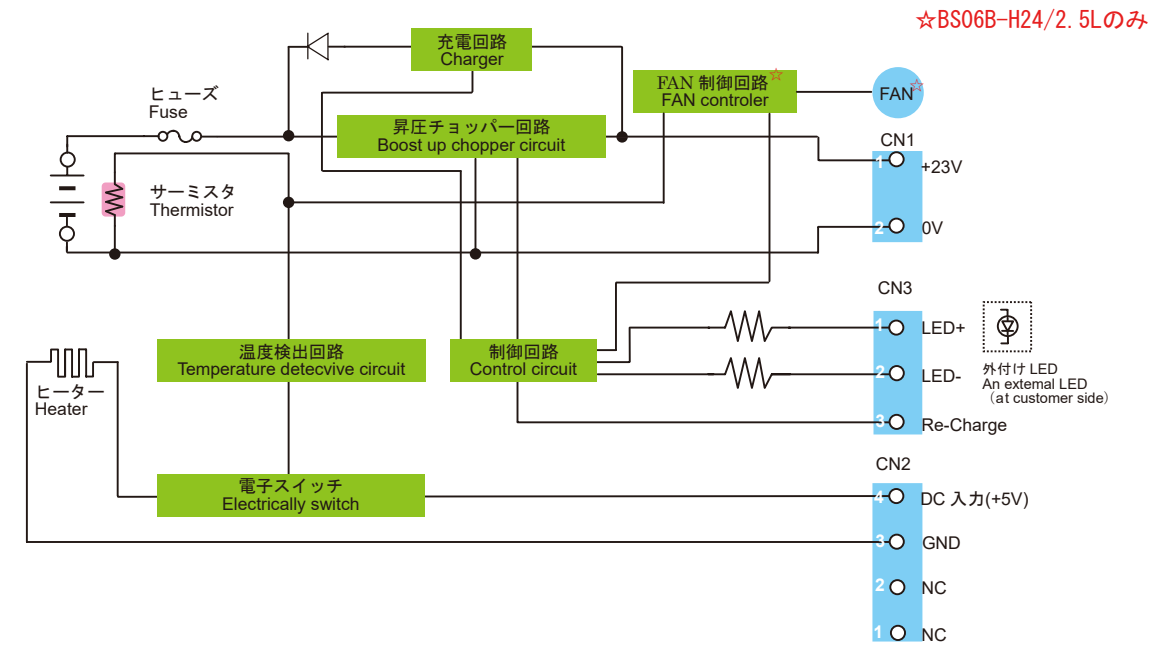 ☆BS06B-H24/2.5Lのみ
充電回路
Charger
FAN 制御回路☆
FAN controler
FAN☆
ヒューズ
Fuse
昇圧チョッパー回路
Boost up chopper circuit
CN1
1
+23V
サーミスタ
Thermistor
2
0V
CN3
1
LED+
外付け LED
An extemal LED
（at customer side）
温度検出回路
Temperature detecvive circuit
制御回路
Control circuit
2
LED-
ヒーター
Heater
3
Re-Charge
CN2
電子スイッチ
Electrically switch
4
DC 入力(+5V)
3
GND
2
NC
1
NC